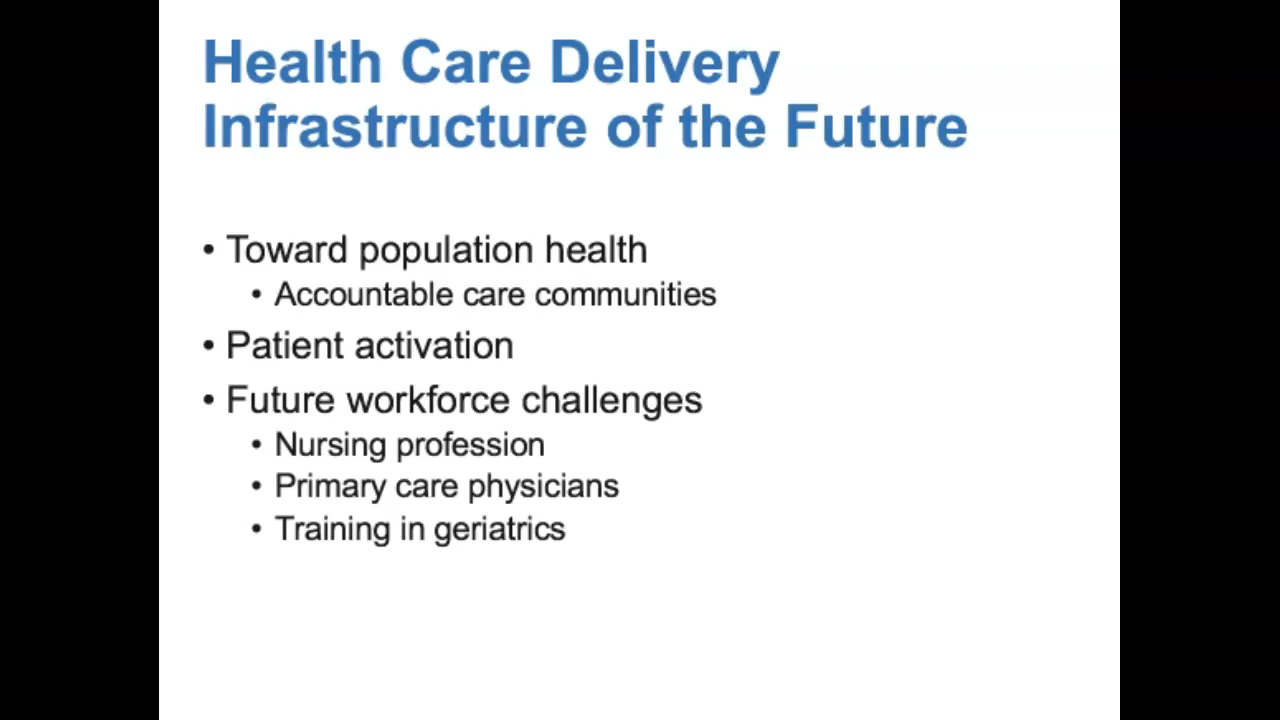 Health Care Delivery
Infrastructure of the Future
• Toward population health
• Accountable care communities
• Patient activation
• Future workforce challenges
• Nursing profession
• Primary care physicians
• Training in geriatrics